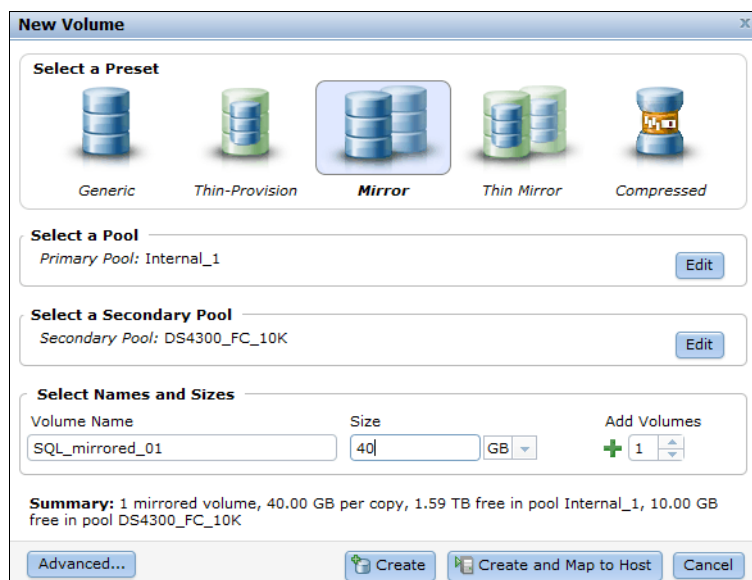 New Volume
x
Select a Preset
Generic
Thin-Provision
Mirror
Thin Mirror
Compressed
Select a Pool
Primary Pool: Internal_1
Edit
Select a Secondary Pool
Secondary Pool: DS4300_FC_10K
Edit
Select Names and Sizes
Volume Name
Size
Add Volumes
SQL_mirrored_01
40
GB
1
Summary: 1 mirrored volume, 40.00 GB per copy, 1.59 TB free in pool Internal_1, 10.00 GB
free in pool DS4300_FC_10K
Advanced...
Create
Create and Map to Host
Cancel